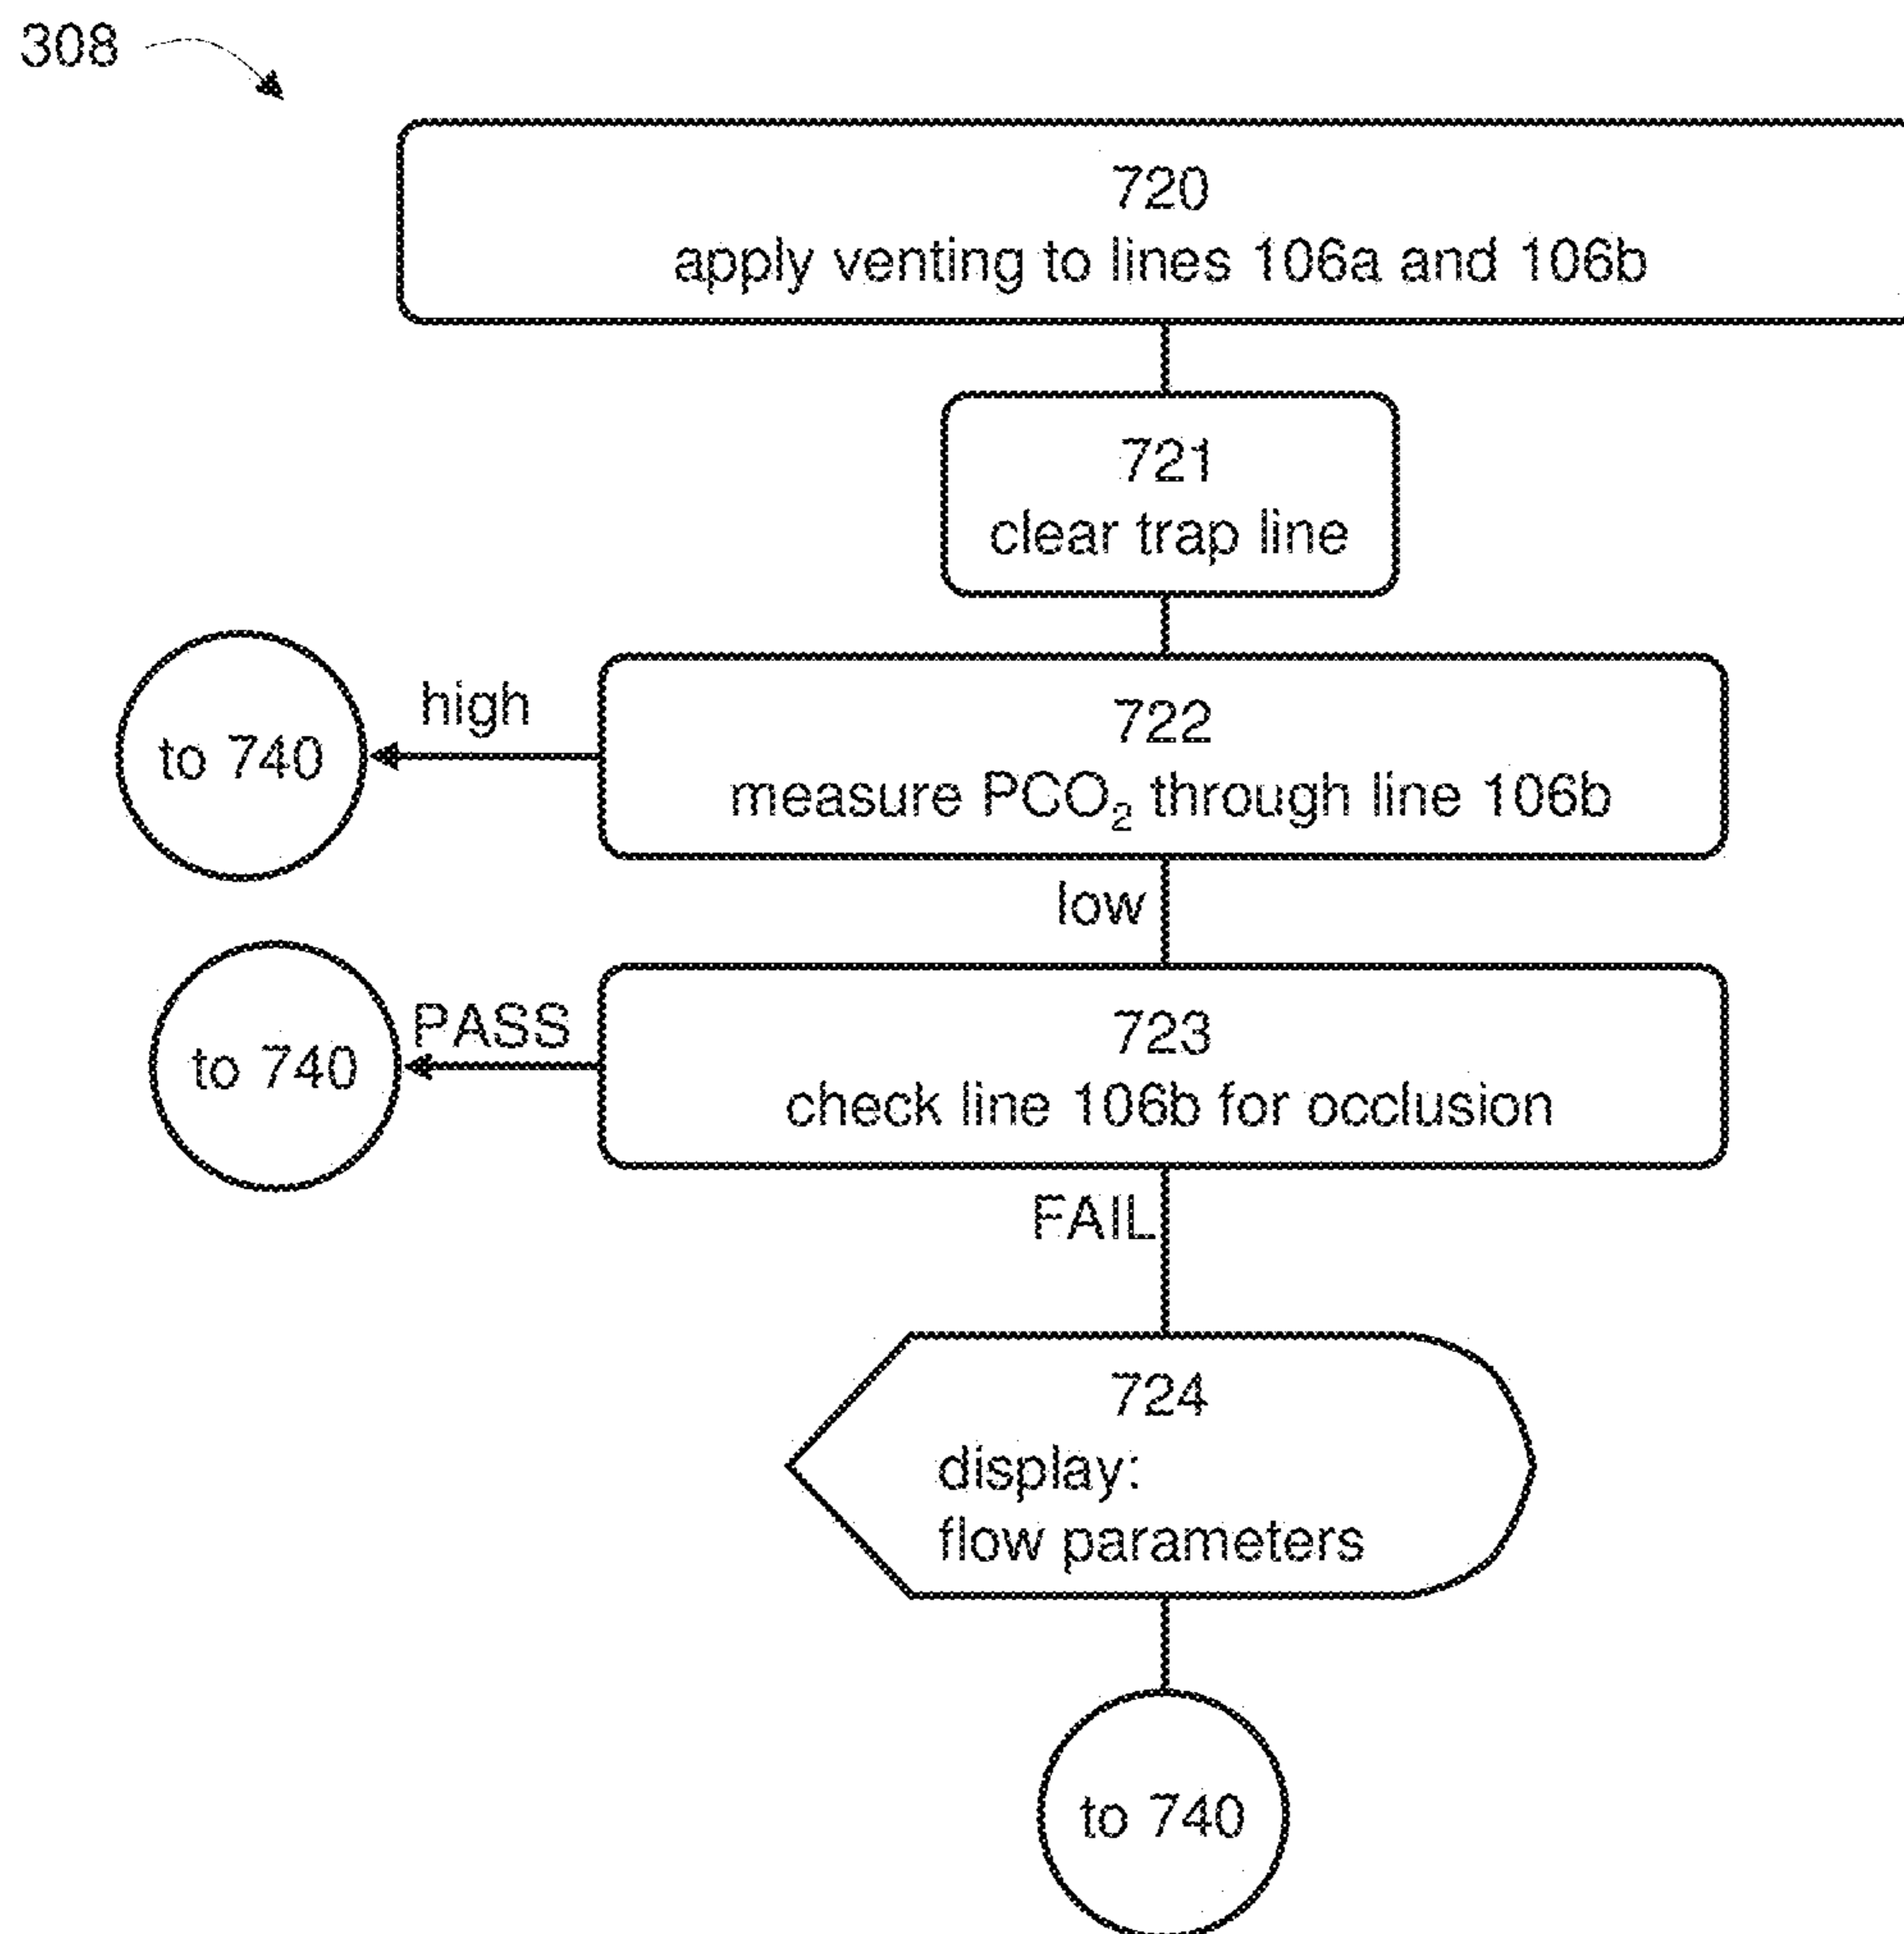 308
720
apply venting to lines 106a and 106b
721
clear trap line
722
measure PCO₂ through line 106b
high
to 740
low
723
check line 106b for occlusion
PASS
to 740
FAIL
724
display:
flow parameters
to 740